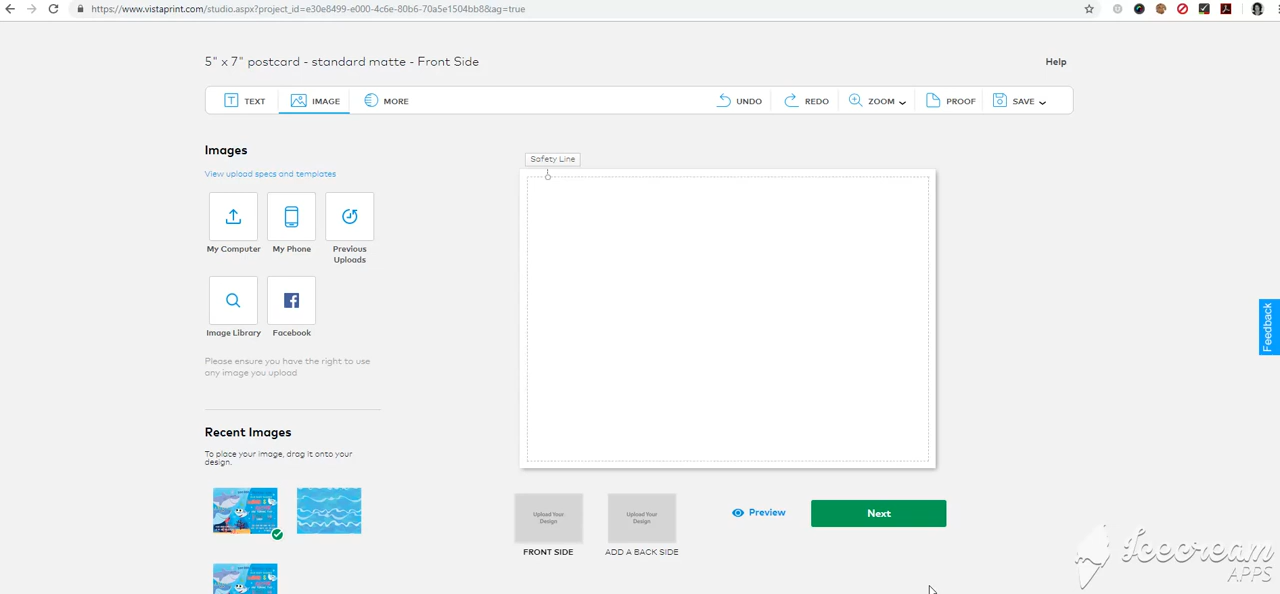 https://www.vistaprint.com/studio.aspx?project_id=e30e8499-e000-4c6e-80b6-70a5e1504bb8&ag=true
5" x 7" postcard - standard matte - Front Side
Help
TEXT
IMAGE
MORE
UNDO
REDO
ZOOM
PROOF
SAVE
Images
View upload specs and templates
My Computer
My Phone
Previous
Uploads
Image Library
Facebook
Please ensure you have the right to use
any image you upload
Recent Images
To place your image, drag it onto your
design.
Safety Line
Upload Your
Design
Upload Your
Design
FRONT SIDE
ADD A BACK SIDE
Preview
Next
Feedback
Icecream
APPS